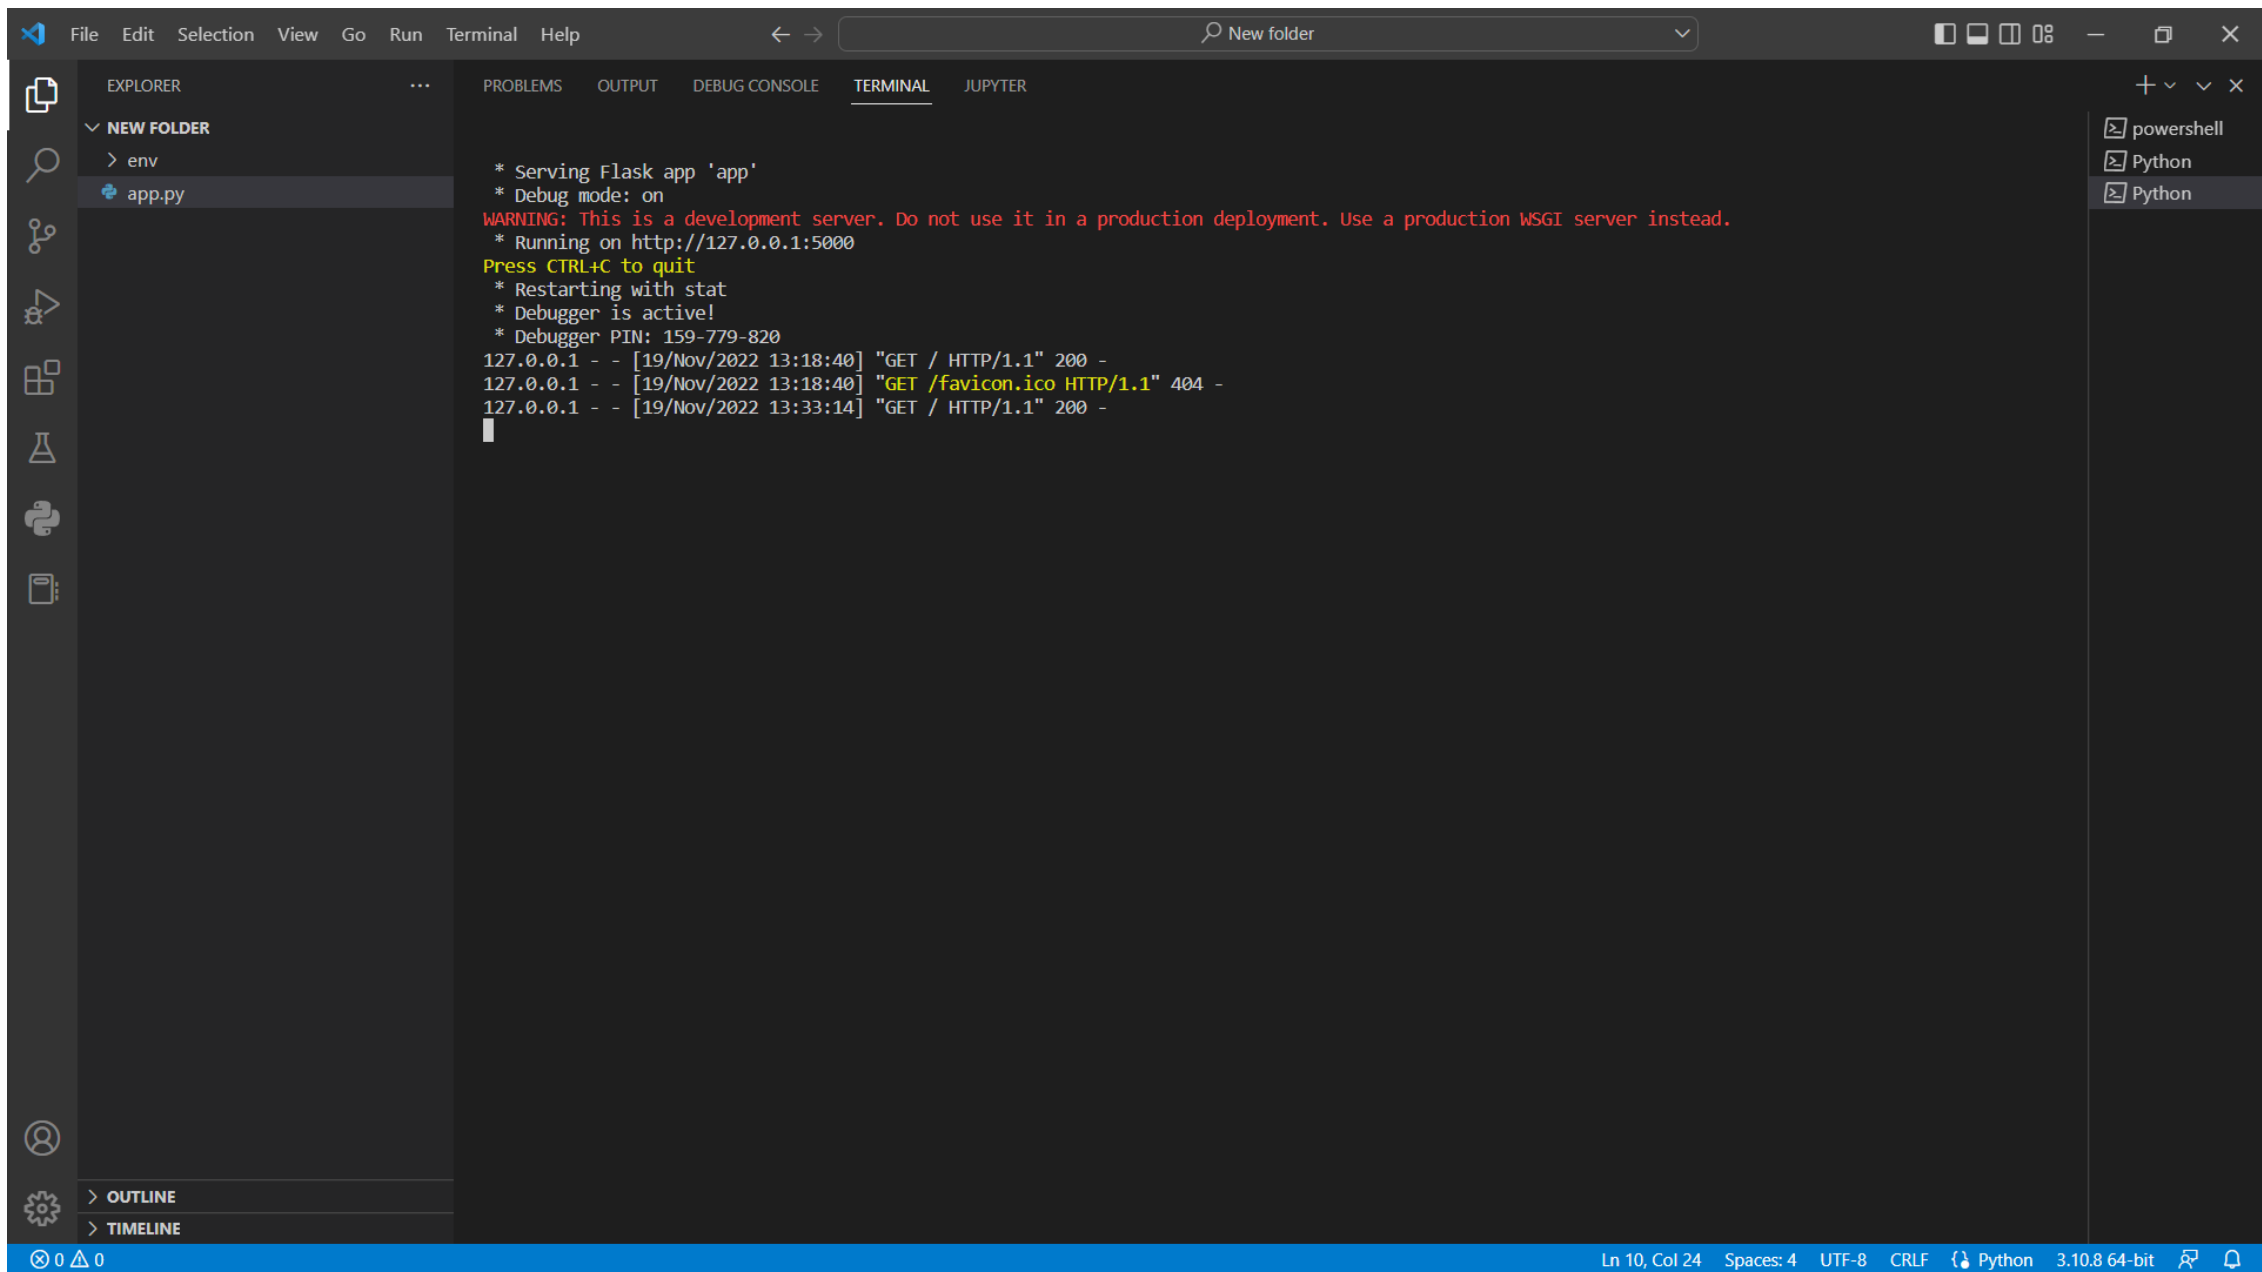 File Edit Selection View Go Run Terminal Help New folder
EXPLORER
NEW FOLDER
env
app.py
OUTLINE
TIMELINE
PROBLEMS OUTPUT DEBUG CONSOLE TERMINAL JUPYTER
* Serving Flask app 'app'
* Debug mode: on
WARNING: This is a development server. Do not use it in a production deployment. Use a production WSGI server instead.
* Running on http://127.0.0.1:5000
Press CTRL+C to quit
* Restarting with stat
* Debugger is active!
* Debugger PIN: 159-779-820
127.0.0.1 - - [19/Nov/2022 13:18:40] "GET / HTTP/1.1" 200 -
127.0.0.1 - - [19/Nov/2022 13:18:40] "GET /favicon.ico HTTP/1.1" 404 -
127.0.0.1 - - [19/Nov/2022 13:33:14] "GET / HTTP/1.1" 200 -
powershell
Python
Python
0 0 Ln 10, Col 24 Spaces: 4 UTF-8 CRLF Python 3.10.8 64-bit